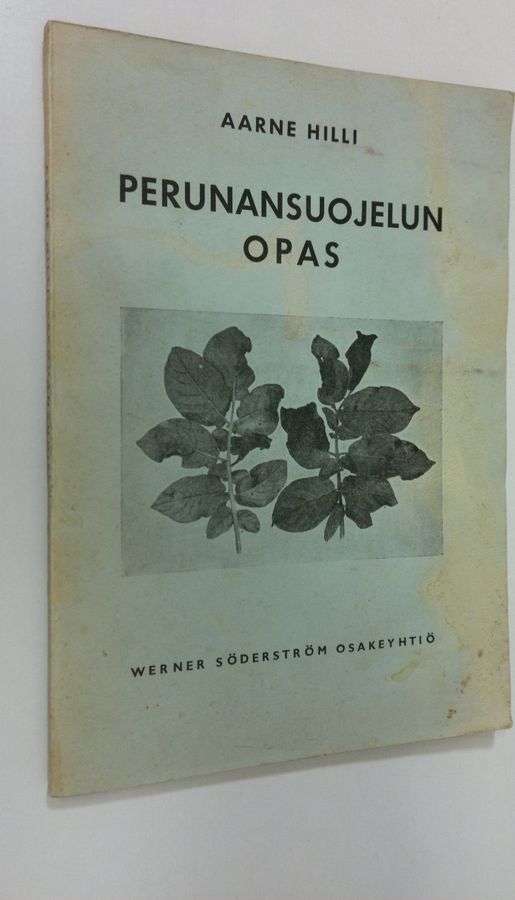 AARNE HILLI
PERUNANSUOJELUN
OPAS
WERNER SÖDERSTRÖM OSAKEYHTIÖ